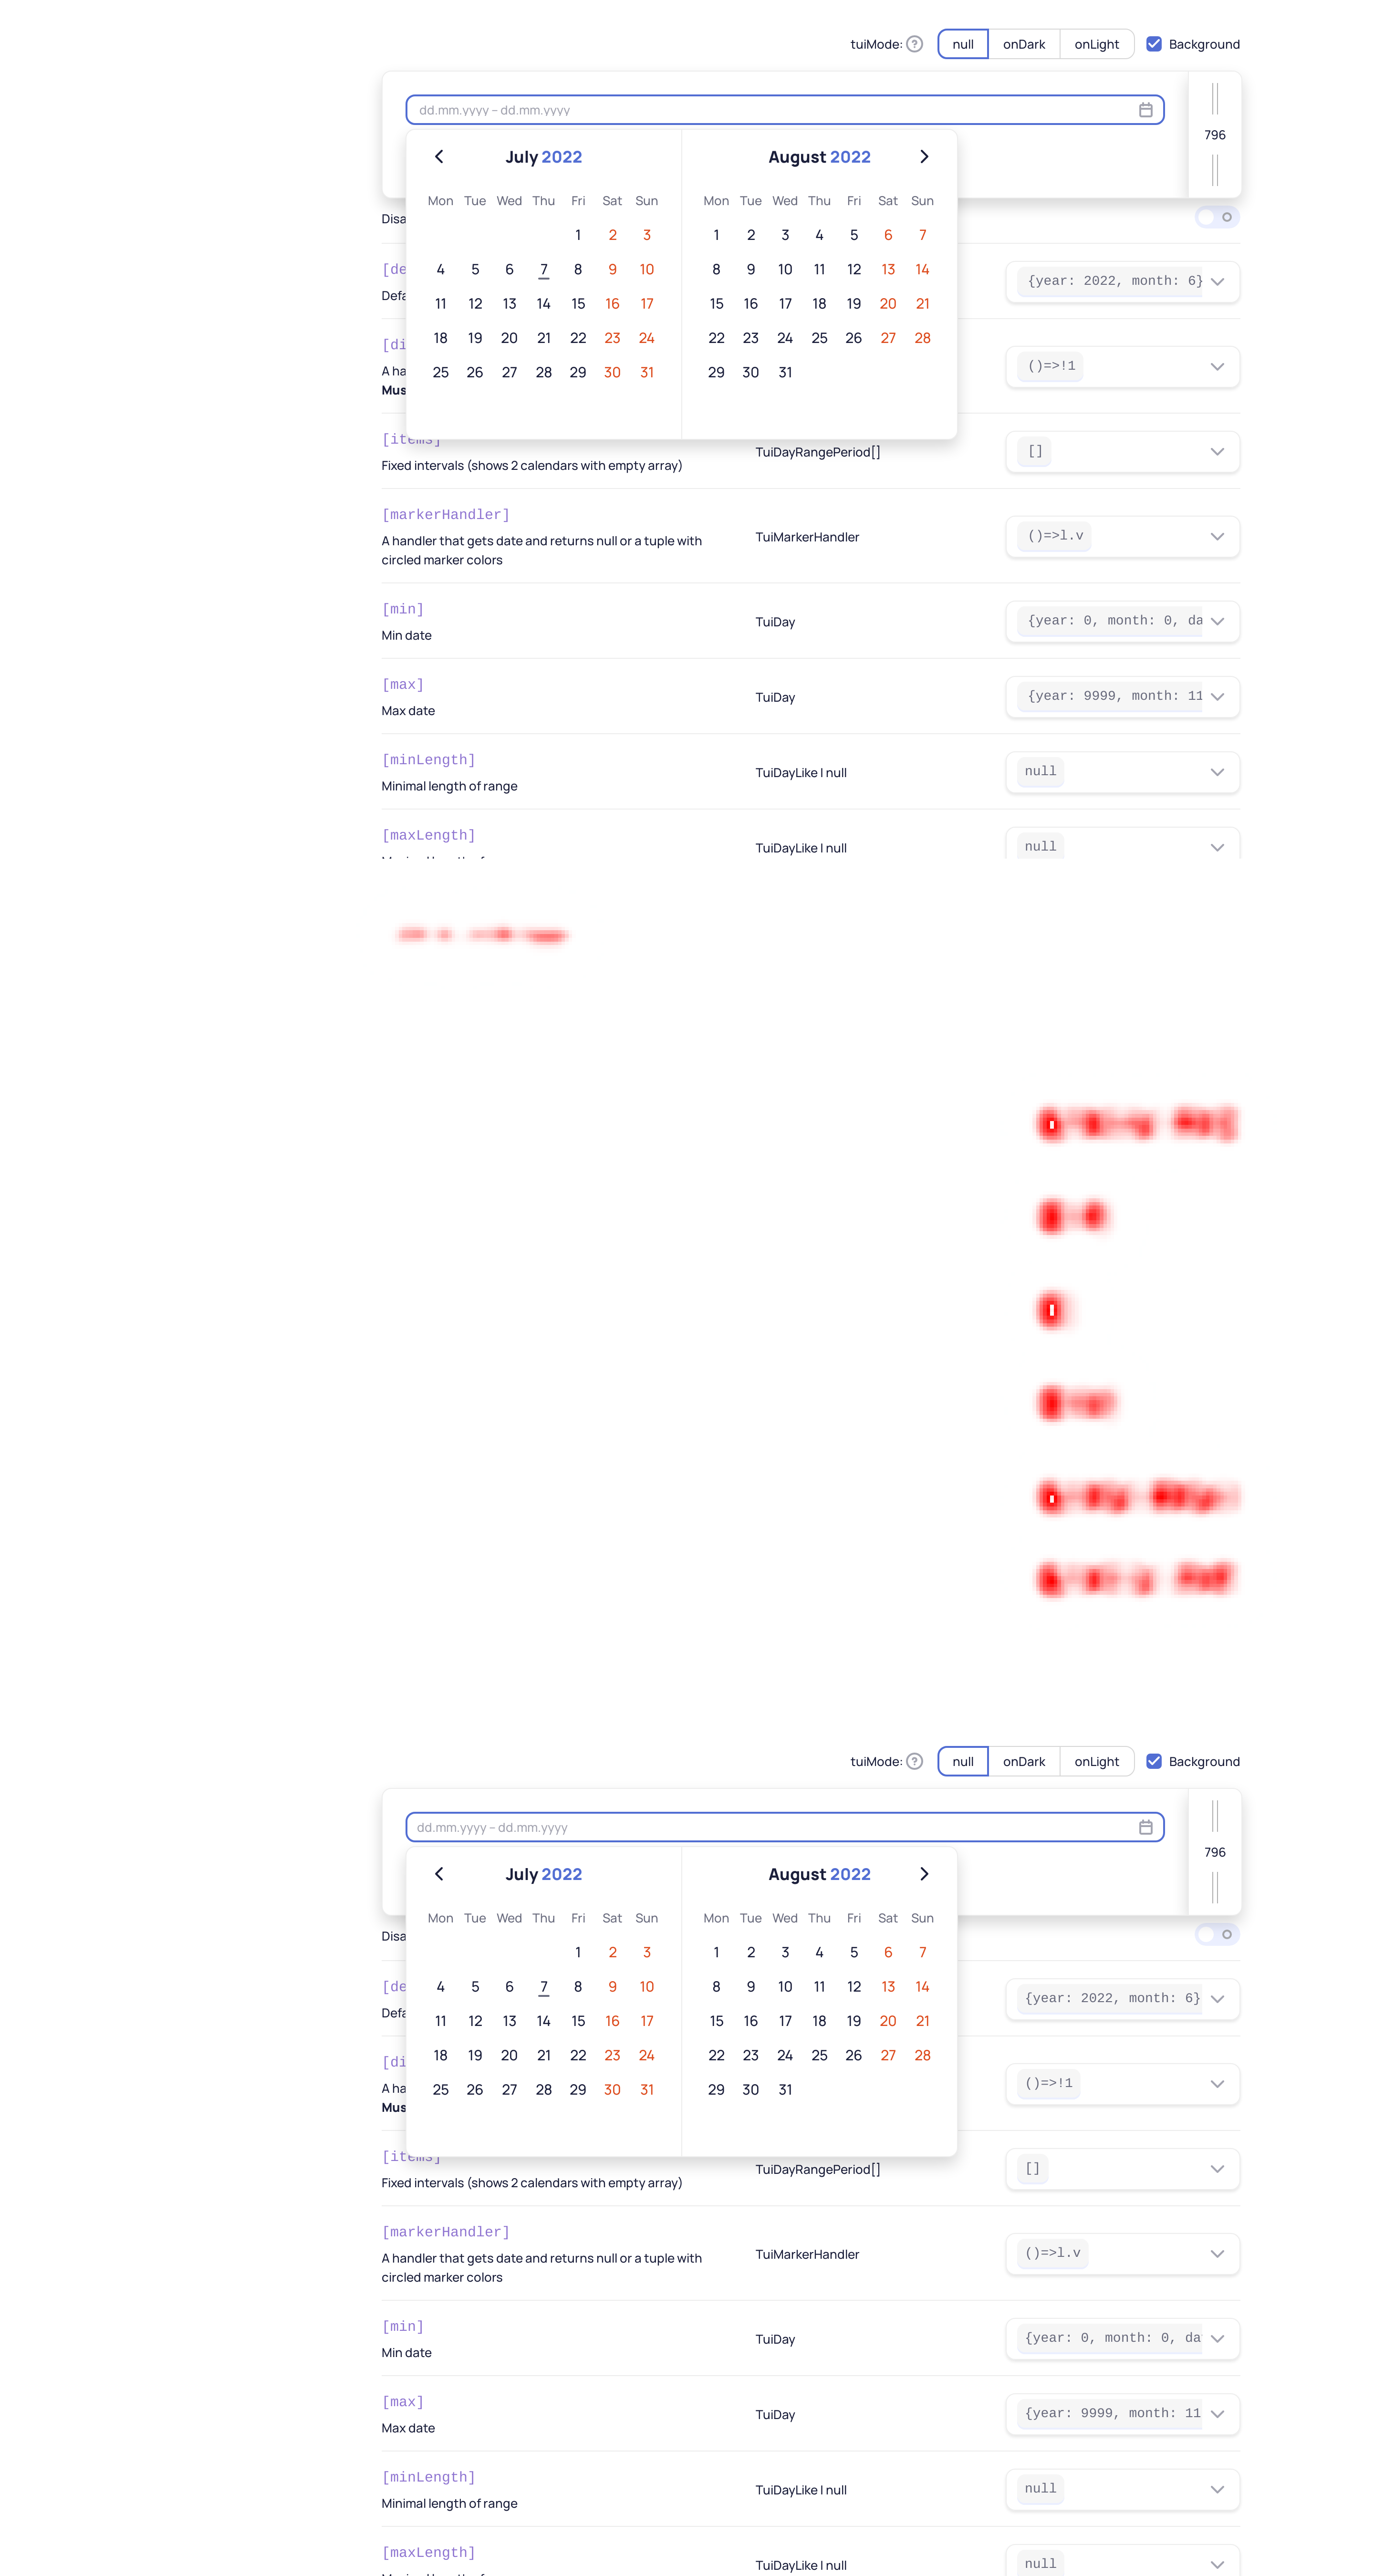 tuiMode: ? null onDark onLight Background
dd.mm.yyyy – dd.mm.yyyy
796
July 2022 August 2022
Mon Tue Wed Thu Fri Sat Sun Mon Tue Wed Thu Fri Sat Sun
Disa
1 2 3 1 2 3 4 5 6 7
[de
4 5 6 7 8 9 10 8 9 10 11 12 13 14
{year: 2022, month: 6}
Defa
11 12 13 14 15 16 17 15 16 17 18 19 20 21
18 19 20 21 22 23 24 22 23 24 25 26 27 28
[di
()=>!1
A ha
25 26 27 28 29 30 31 29 30 31
Mus
[items]
TuiDayRangePeriod[] []
Fixed intervals (shows 2 calendars with empty array)
[markerHandler]
A handler that gets date and returns null or a tuple with
circled marker colors
TuiMarkerHandler ()=>l.v
[min]
Min date
TuiDay {year: 0, month: 0, da
[max]
Max date
TuiDay {year: 9999, month: 11
[minLength]
Minimal length of range
TuiDayLike | null null
[maxLength]
TuiDayLike | null null
tuiMode: ? null onDark onLight Background
dd.mm.yyyy – dd.mm.yyyy
796
July 2022 August 2022
Mon Tue Wed Thu Fri Sat Sun Mon Tue Wed Thu Fri Sat Sun
Disa
1 2 3 1 2 3 4 5 6 7
[de
4 5 6 7 8 9 10 8 9 10 11 12 13 14
{year: 2022, month: 6}
Defa
11 12 13 14 15 16 17 15 16 17 18 19 20 21
18 19 20 21 22 23 24 22 23 24 25 26 27 28
[di
()=>!1
A ha
25 26 27 28 29 30 31 29 30 31
Mus
[items]
TuiDayRangePeriod[] []
Fixed intervals (shows 2 calendars with empty array)
[markerHandler]
A handler that gets date and returns null or a tuple with
circled marker colors
TuiMarkerHandler ()=>l.v
[min]
Min date
TuiDay {year: 0, month: 0, da
[max]
Max date
TuiDay {year: 9999, month: 11
[minLength]
Minimal length of range
TuiDayLike | null null
[maxLength]
TuiDayLike | null null